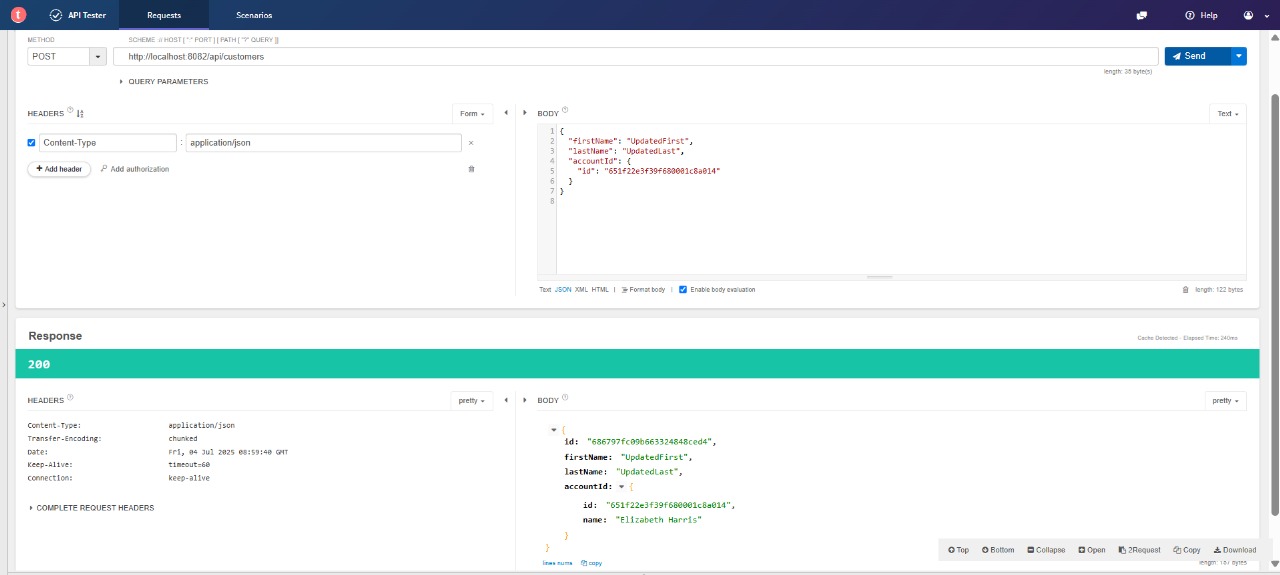 t API Tester Requests Scenarios Help
METHOD SCHEME :// HOST [ ":" PORT ] [ PATH [ "?" QUERY ]]
POST http://localhost:8082/api/customers Send
length: 35 byte(s)
QUERY PARAMETERS
HEADERS Form BODY Text
Content-Type : application/json ×
+ Add header Add authorization
1 {
2 "firstName": "UpdatedFirst",
3 "lastName": "UpdatedLast",
4 "accountId": {
5 "id": "651f22e3f39f680001c8a014"
6 }
7 }
8
Text JSON XML HTML | Format body | Enable body evaluation length: 122 bytes
Response Cache Detected - Elapsed Time: 240ms
200
HEADERS pretty BODY pretty
Content-Type: application/json
Transfer-Encoding: chunked
Date: Fri, 04 Jul 2025 08:59:40 GMT
Keep-Alive: timeout=60
Connection: keep-alive
COMPLETE REQUEST HEADERS
{
id: "686797fc09b663324848ced4",
firstName: "UpdatedFirst",
lastName: "UpdatedLast",
accountId: {
id: "651f22e3f39f680001c8a014",
name: "Elizabeth Harris"
}
}
lines nums copy
Top Bottom Collapse Open 2Request Copy Download
length: 167 bytes